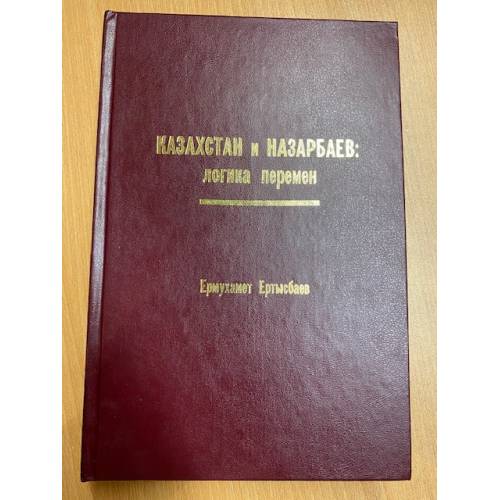 КАЗАХСТАН и НАЗАРБАЕВ:
логика перемен
Ермухамет Ертысбаев